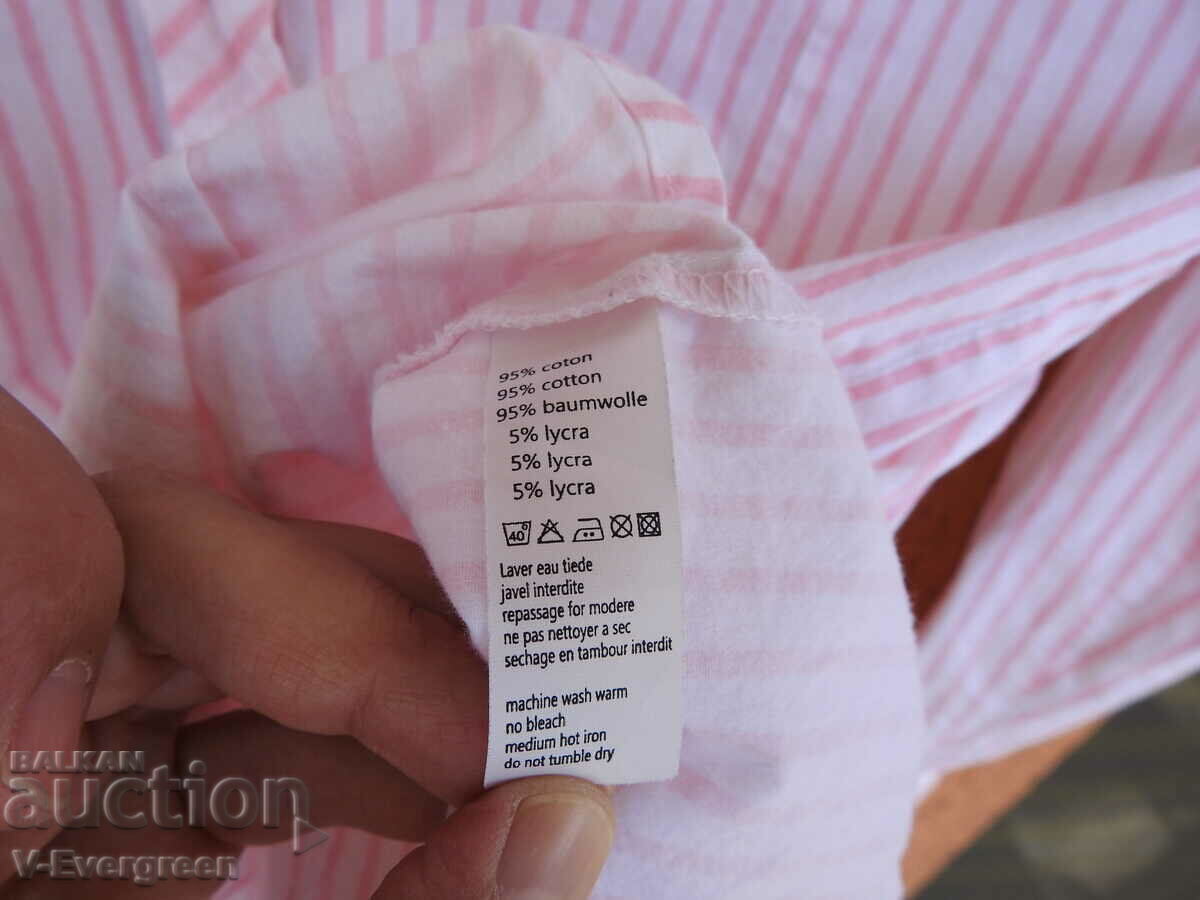 95% coton
95% cotton
95% baumwolle
5% lycra
5% lycra
5% lycra
40°
Laver eau tiede
javel interdite
repassage for modere
ne pas nettoyer a sec
sechage en tambour interdit
machine wash warm
no bleach
medium hot iron
do not tumble dry
BALKAN
auction
V-Evergreen